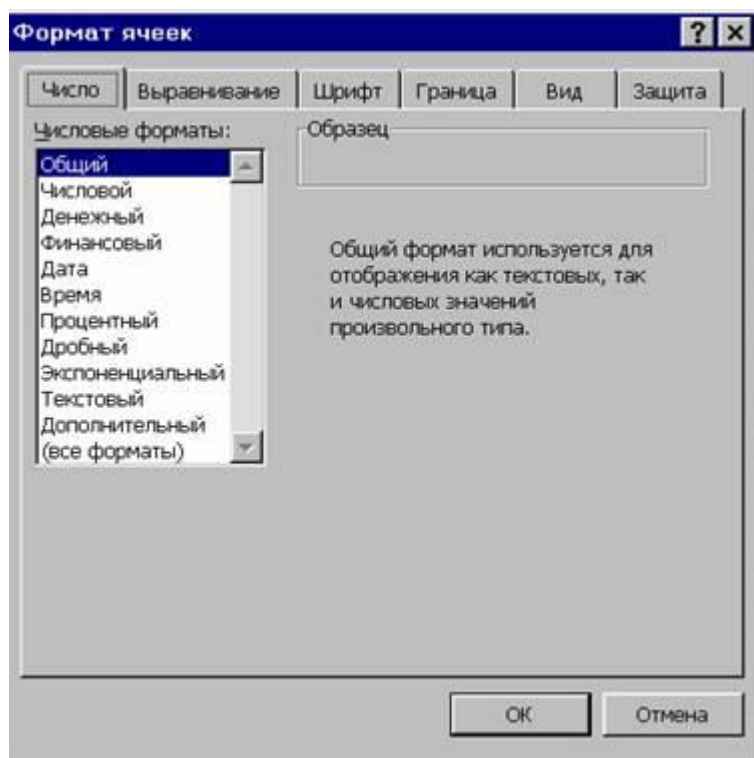 Формат ячеек
Число Выравнивание Шрифт Граница Вид Защита
Числовые форматы:
Общий
Числовой
Денежный
Финансовый
Дата
Время
Процентный
Дробный
Экспоненциальный
Текстовый
Дополнительный
(все форматы)
Образец
Общий формат используется для
отображения как текстовых, так
и числовых значений
произвольного типа.
ОК Отмена